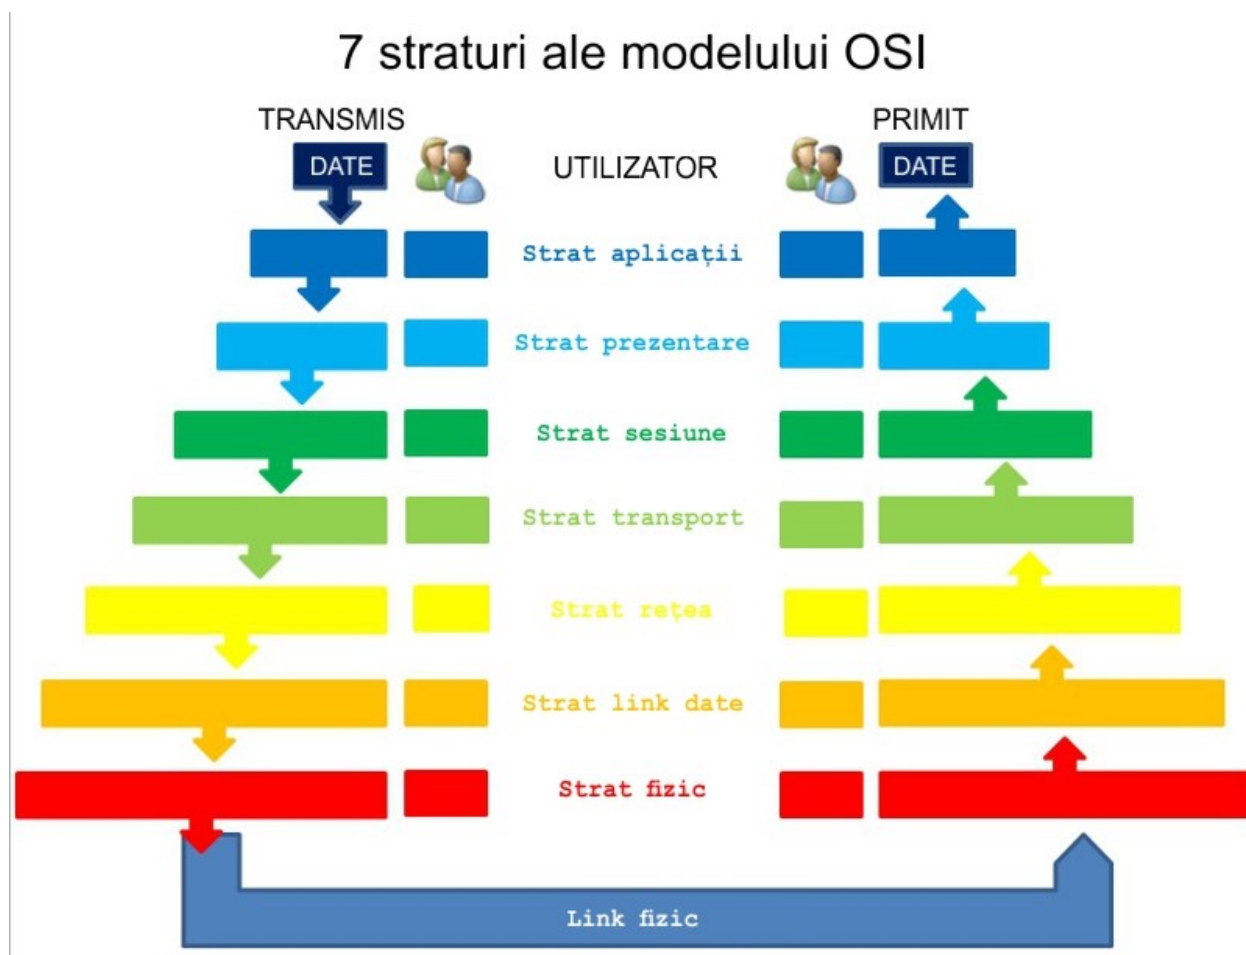 7 straturi ale modelului OSI
TRANSMIS
PRIMIT
DATE
UTILIZATOR
DATE
Strat aplicații
Strat prezentare
Strat sesiune
Strat transport
Strat rețea
Strat link date
Strat fizic
Link fizic